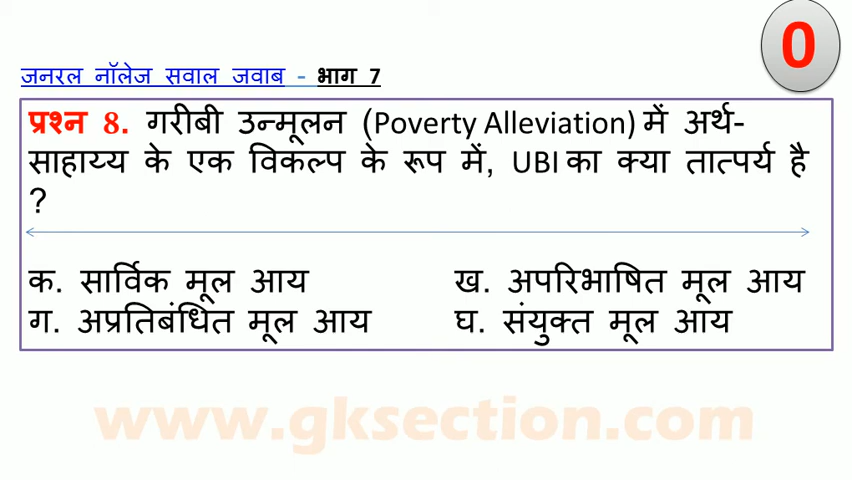 0
जनरल नॉलेज सवाल जवाब - भाग 7
प्रश्न 8. गरीबी उन्मूलन (Poverty Alleviation) में अर्थ-
साहाय्य के एक विकल्प के रूप में, UBI का क्या तात्पर्य है
?
क. सार्विक मूल आय ख. अपरिभाषित मूल आय
ग. अप्रतिबंधित मूल आय घ. संयुक्त मूल आय
www.gksection.com